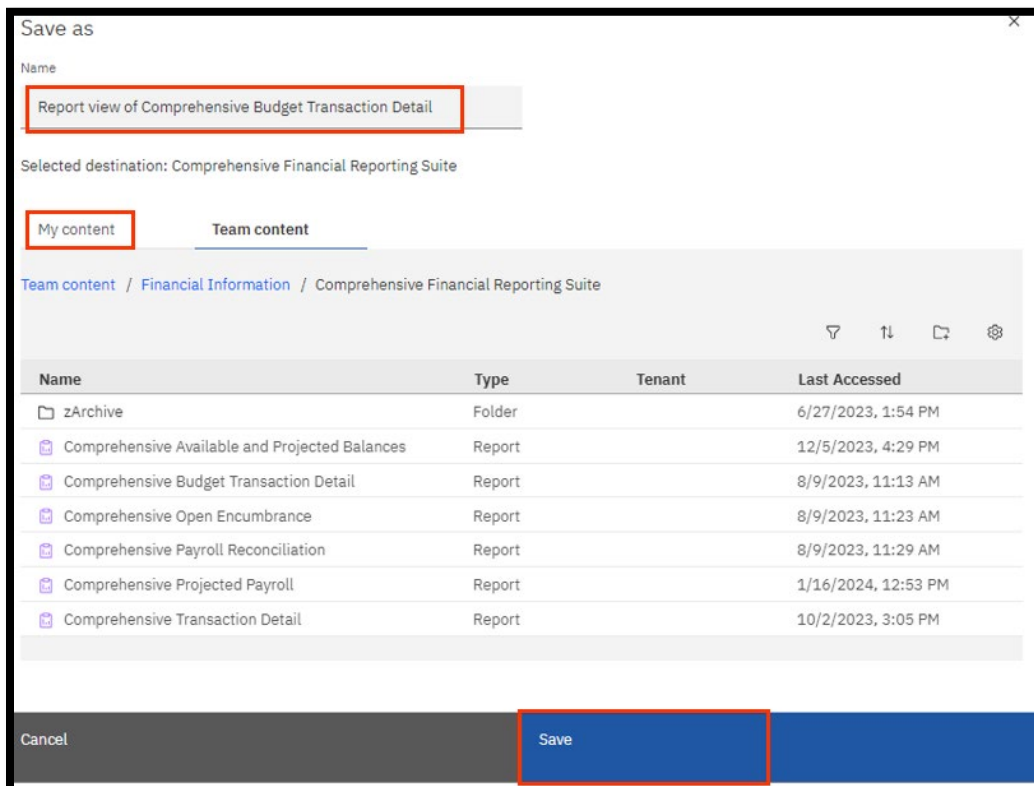 Save as
Name
Report view of Comprehensive Budget Transaction Detail
Selected destination: Comprehensive Financial Reporting Suite
My content Team content
Team content / Financial Information / Comprehensive Financial Reporting Suite
Name Type Tenant Last Accessed
zArchive Folder 6/27/2023, 1:54 PM
Comprehensive Available and Projected Balances Report 12/5/2023, 4:29 PM
Comprehensive Budget Transaction Detail Report 8/9/2023, 11:13 AM
Comprehensive Open Encumbrance Report 8/9/2023, 11:23 AM
Comprehensive Payroll Reconciliation Report 8/9/2023, 11:29 AM
Comprehensive Projected Payroll Report 1/16/2024, 12:53 PM
Comprehensive Transaction Detail Report 10/2/2023, 3:05 PM
Cancel Save